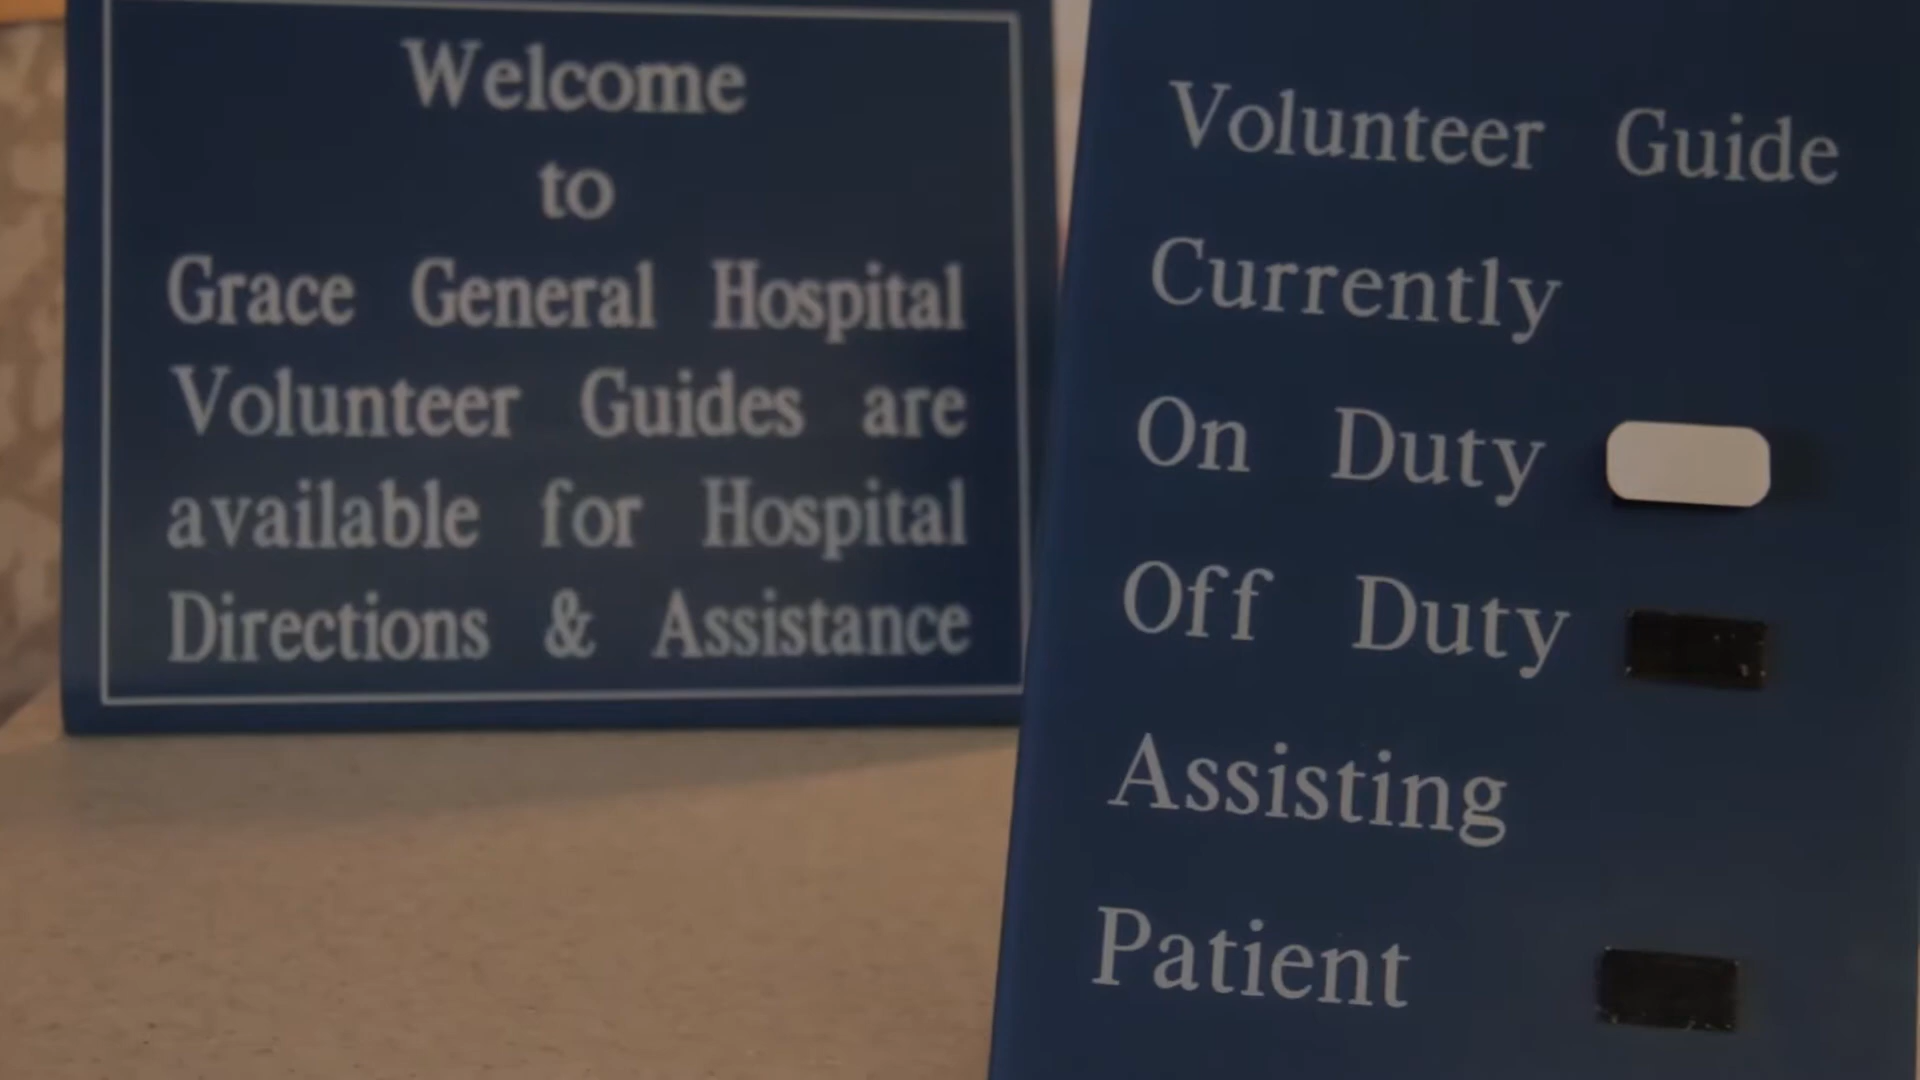 Welcome
to
Grace General Hospital
Volunteer Guides are
available for Hospital
Directions & Assistance
Volunteer Guide
Currently
On Duty
Off Duty
Assisting
Patient